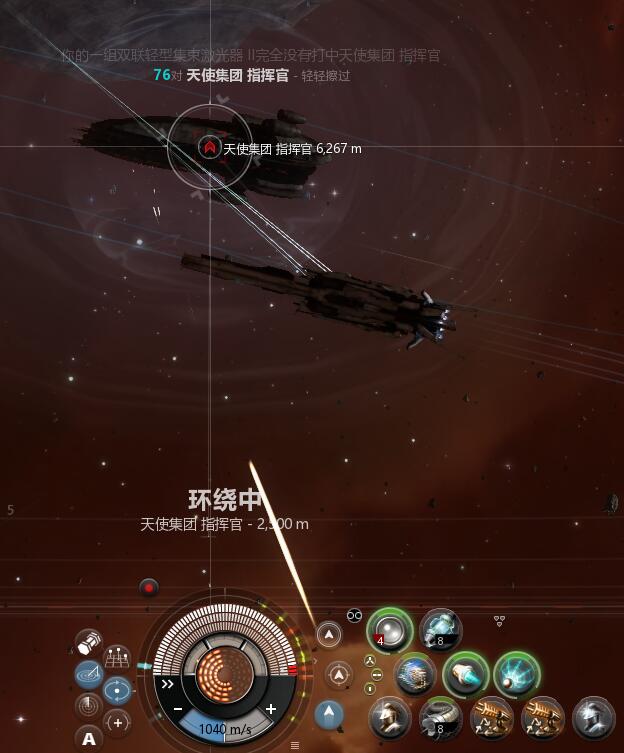 你的一组双联轻型集束激光器 II完全没有打中天使集团 指挥官
76对 天使集团 指挥官 - 轻轻擦过
天使集团 指挥官 6,267 m
环绕中
天使集团 指挥官 - 2,500 m
5
4
8
A
1040 m/s
8